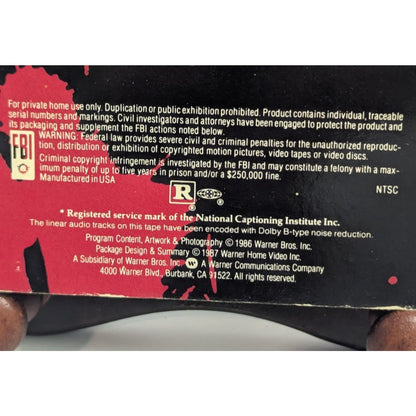 For private home use only. Duplication or public exhibition prohibited. Product contains individual, traceable
serial numbers and markings. Civil investigators and attorneys have been engaged to protect the product and
its packaging and supplement the FBI actions noted below.
FBI WARNING: Federal law provides severe civil and criminal penalties for the unauthorized reproduc-
tion, distribution or exhibition of copyrighted motion pictures, video tapes or video discs.
Criminal copyright infringement is investigated by the FBI and may constitute a felony with a max-
imum penalty of up to five years in prison and/or a $250,000 fine.
Manufactured in USA NTSC
R ® ®
* Registered service mark of the National Captioning Institute Inc.
The linear audio tracks on this tape have been encoded with Dolby B-type noise reduction.
Program Content, Artwork & Photography © 1986 Warner Bros. Inc.
Package Design & Summary © 1987 Warner Home Video Inc.
A Subsidiary of Warner Bros. Inc. A Warner Communications Company
4000 Warner Blvd., Burbank, CA 91522. All rights reserved.